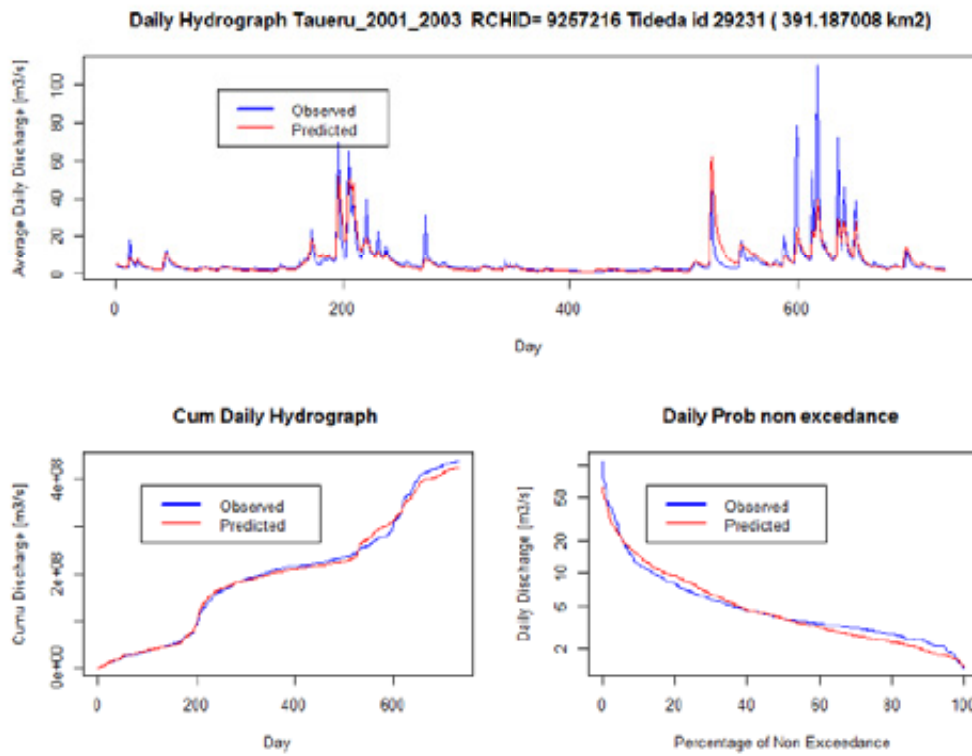 Daily Hydrograph Taueru_2001_2003 RCHID= 9257216 Tideda id 29231 ( 391.187008 km2)
Average Daily Discharge [m3/s]
100
80
60
40
20
0
Observed
Predicted
0 200 400 600
Day
Cum Daily Hydrograph
Cumu Discharge [m3/s]
4e+08
2e+08
0e+00
Observed
Predicted
0 200 400 600
Day
Daily Prob non excedance
Daily Discharge [m3/s]
50
20
10
5
2
Observed
Predicted
0 20 40 60 80 100
Percentage of Non Exceedance